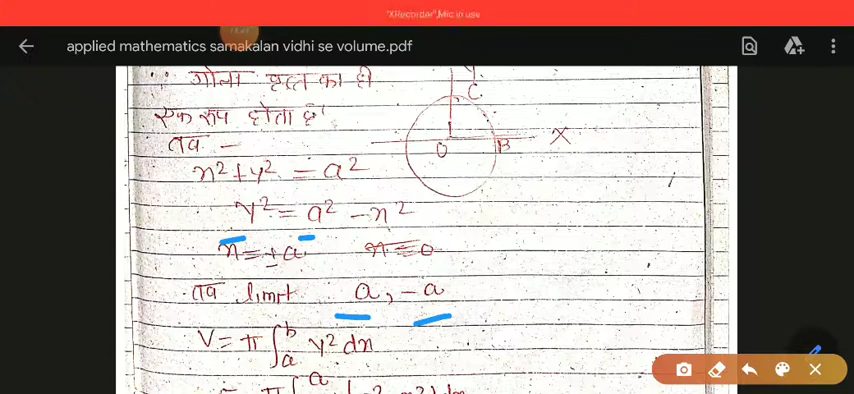 "XRecorder",Mic in use
applied mathematics samakalan vidhi se volume.pdf
∵ गोला वृत्त का ही
एक रूप होता है
तब -
Y
C
O B X
x² + y² = a²
y² = a² - x²
x = ±a x = 0
तब limit a, -a
V = π ∫ₐᵇ y² dx